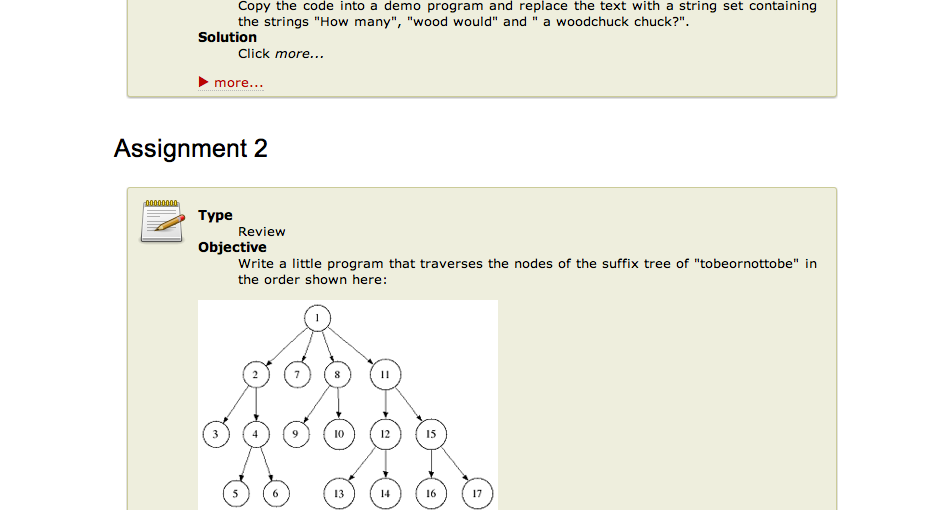 Copy the code into a demo program and replace the text with a string set containing
the strings "How many", "wood would" and " a woodchuck chuck?".
Solution
Click more...
more...
Assignment 2
Type
Review
Objective
Write a little program that traverses the nodes of the suffix tree of "tobeornottobe" in
the order shown here:
1
2 7 8 11
3 4 9 10 12 15
5 6 13 14 16 17